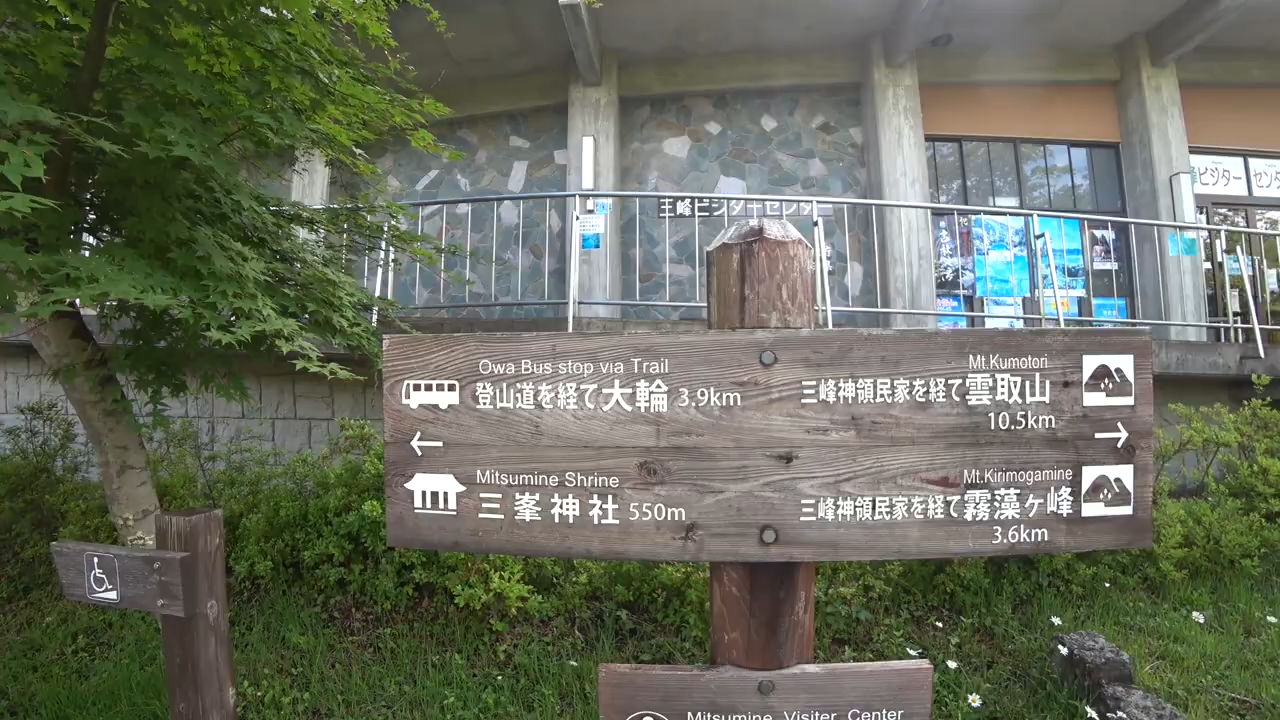 三峰ビジターセンター
峰ビジター センタ
Owa Bus stop via Trail
登山道を経て大輪 3.9km
←
Mitsumine Shrine
三峯神社 550m
Mt.Kumotori
三峰神領民家を経て雲取山
10.5km
→
Mt.Kirimogamine
三峰神領民家を経て霧藻ヶ峰
3.6km
Mitsumine Visiter Center